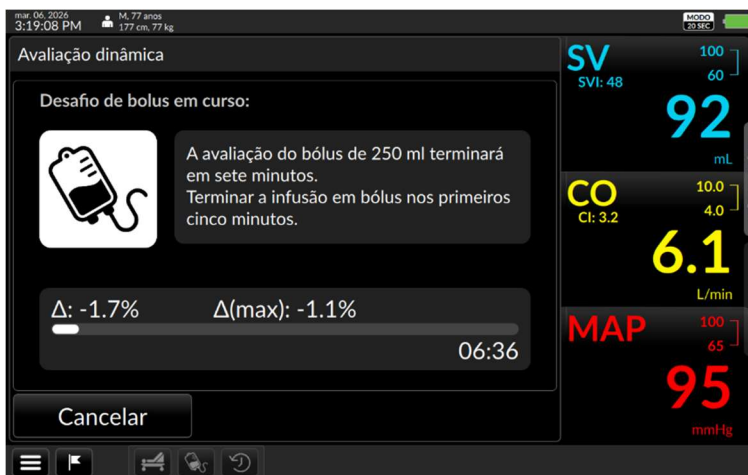 mar. 06, 2026
3:19:08 PM
M, 77 anos
177 cm, 77 kg
MODO
20 SEC
Avaliação dinâmica
Desafio de bolus em curso:
A avaliação do bólus de 250 ml terminará
em sete minutos.
Terminar a infusão em bólus nos primeiros
cinco minutos.
Δ: -1.7% Δ(max): -1.1%
06:36
Cancelar
SV
SVI: 48
100
60
92
mL
CO
CI: 3.2
10.0
4.0
6.1
L/min
MAP
100
65
95
mmHg